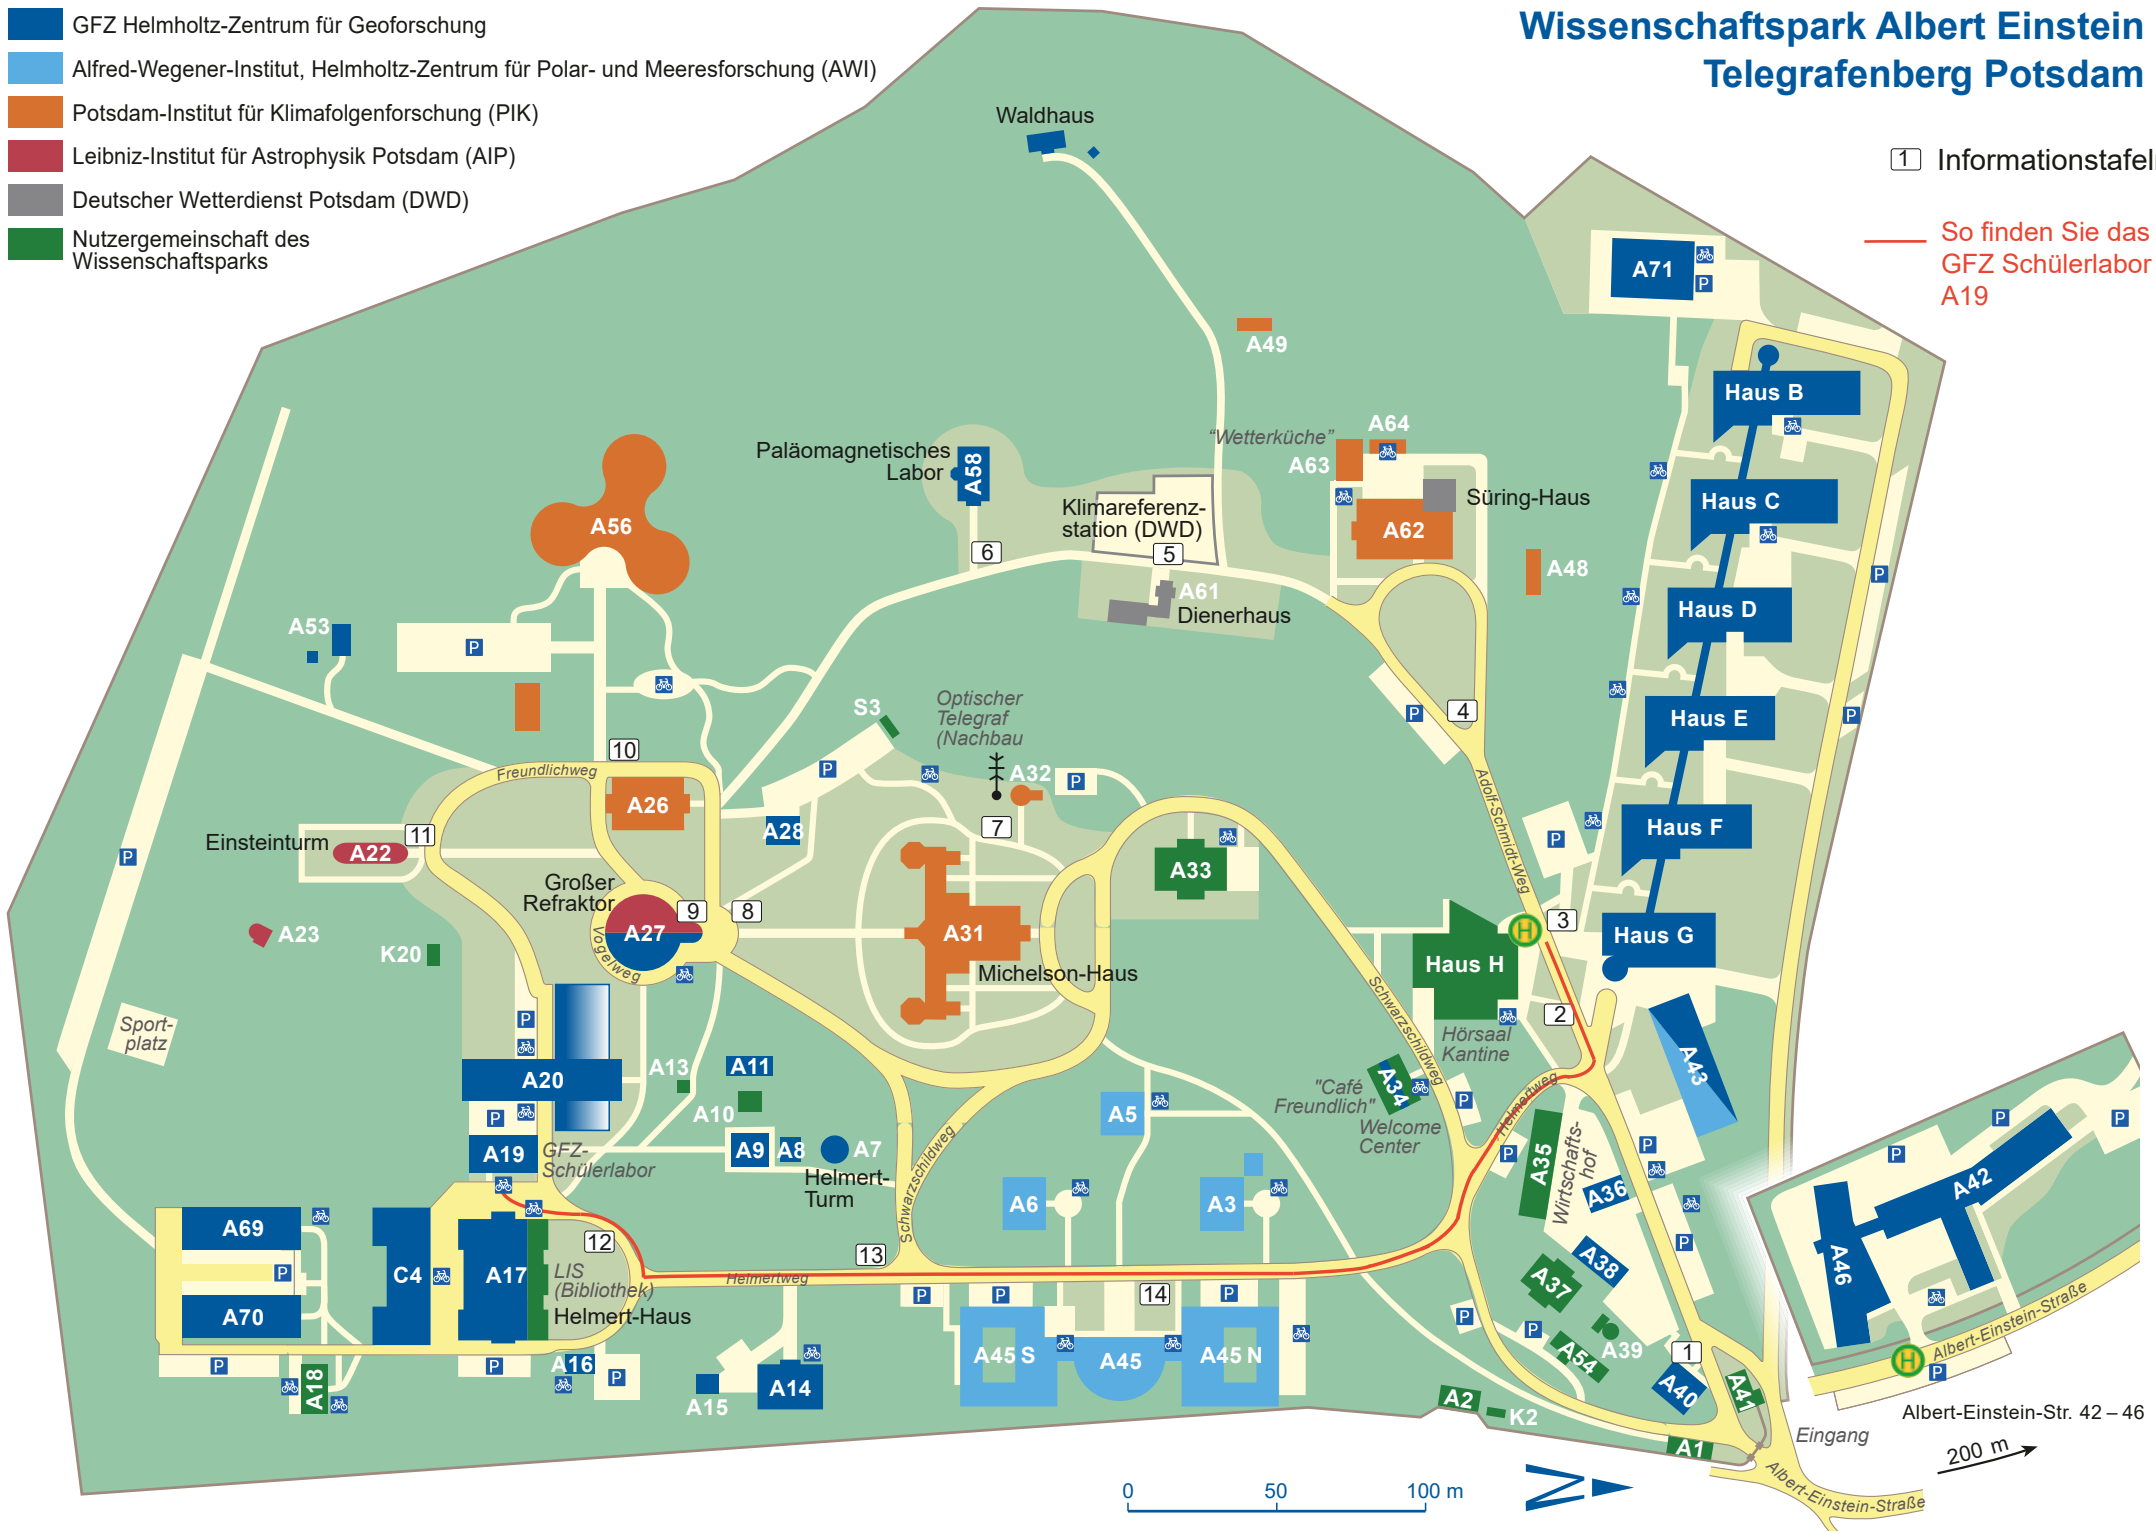 GFZ Helmholtz-Zentrum für Geoforschung
Alfred-Wegener-Institut, Helmholtz-Zentrum für Polar- und Meeresforschung (AWI)
Potsdam-Institut für Klimafolgenforschung (PIK)
Leibniz-Institut für Astrophysik Potsdam (AIP)
Deutscher Wetterdienst Potsdam (DWD)
Nutzergemeinschaft des
Wissenschaftsparks
Wissenschaftspark Albert Einstein
Telegrafenberg Potsdam
1 Informationstafel
So finden Sie das
GFZ Schülerlabor
A19
Waldhaus
A71
P
A49
Haus B
“Wetterküche”
A64
A63
Paläomagnetisches
Labor
A58
Klimareferenz-
station (DWD)
Süring-Haus
A62
Haus C
A56
6
5
A48
P
A61
Dienerhaus
Haus D
A53
P
S3
Optischer
Telegraf
(Nachbau
4
P
Haus E
P
10
Freundlichweg
P
A32
P
Adolf-Schmidt-Weg
A26
A28
7
11
Einsteinturm
A22
P
Haus F
P
A33
Großer
Refraktor
9
8
A27
Vogelweg
A31
Michelson-Haus
3
H
Haus G
A23
K20
Haus H
Schwarzschildweg
2
Hörsaal
Kantine
Sport-
platz
P
A20
A13
A11
A10
A43
"Café
Freundlich"
A34
Welcome
Center
P
Helmertweg
P
A5
A19
GFZ-
Schülerlabor
A9
A8
A7
Helmert-
Turm
Schwarzschildweg
P
A35
Wirtschafts-
hof
P
A36
A6
A3
P
P
P
A42
A46
A69
12
13
C4
A17
LIS
(Bibliothek)
Helmert-Haus
P
A70
Helmertweg
P
P
14
P
A38
A37
P
P
P
A39
A54
1
A40
A41
H
P
Albert-Einstein-Straße
P
A18
P
A16
P
A15
A14
A45 S
A45
A45 N
A2
K2
A1
Eingang
Albert-Einstein-Str. 42 – 46
200 m
Albert-Einstein-Straße
0
50
100 m
N